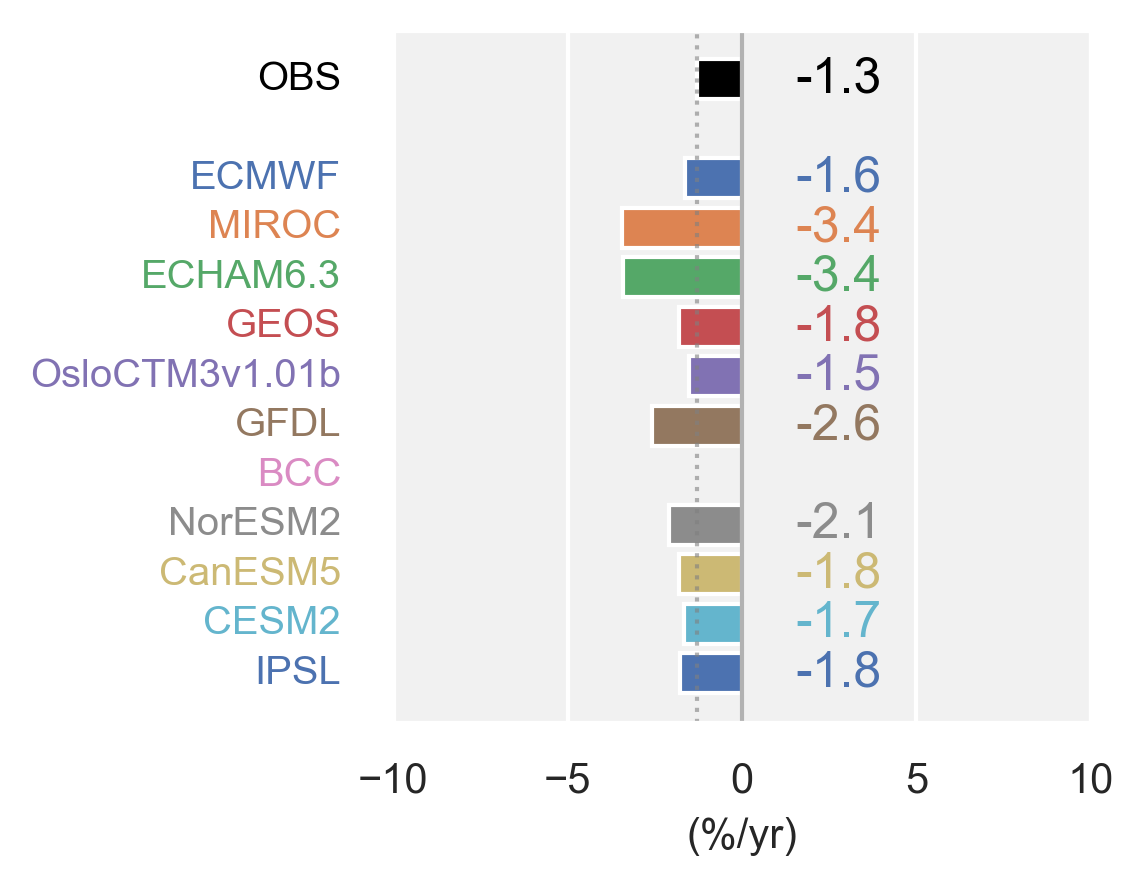 OBS -1.3
ECMWF -1.6
MIROC -3.4
ECHAM6.3 -3.4
GEOS -1.8
OsloCTM3v1.01b -1.5
GFDL -2.6
BCC
NorESM2 -2.1
CanESM5 -1.8
CESM2 -1.7
IPSL -1.8
−10 −5 0 5 10
(%/yr)